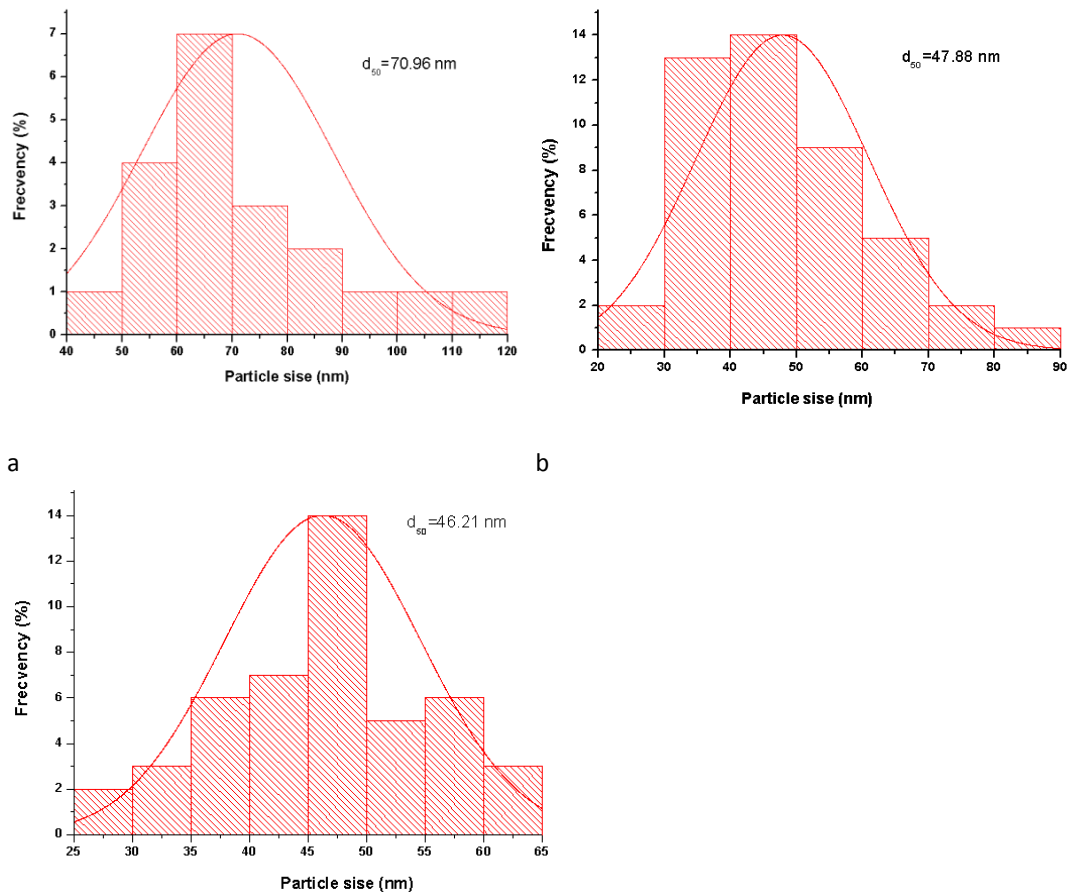 7
6
5
4
3
2
1
0
Frecvency (%)
d50=70.96 nm
40 50 60 70 80 90 100 110 120
Particle sise (nm)
14
12
10
8
6
4
2
0
Frecvency (%)
d50=47.88 nm
20 30 40 50 60 70 80 90
Particle sise (nm)
a b
14
12
10
8
6
4
2
0
Frecvency (%)
d50=46.21 nm
25 30 35 40 45 50 55 60 65
Particle sise (nm)